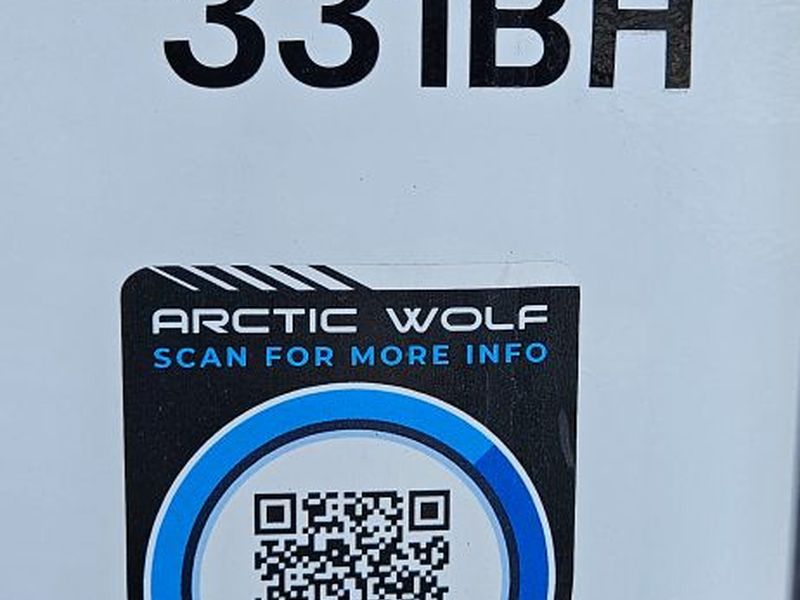 331BH
ARCTIC WOLF
SCAN FOR MORE INFO